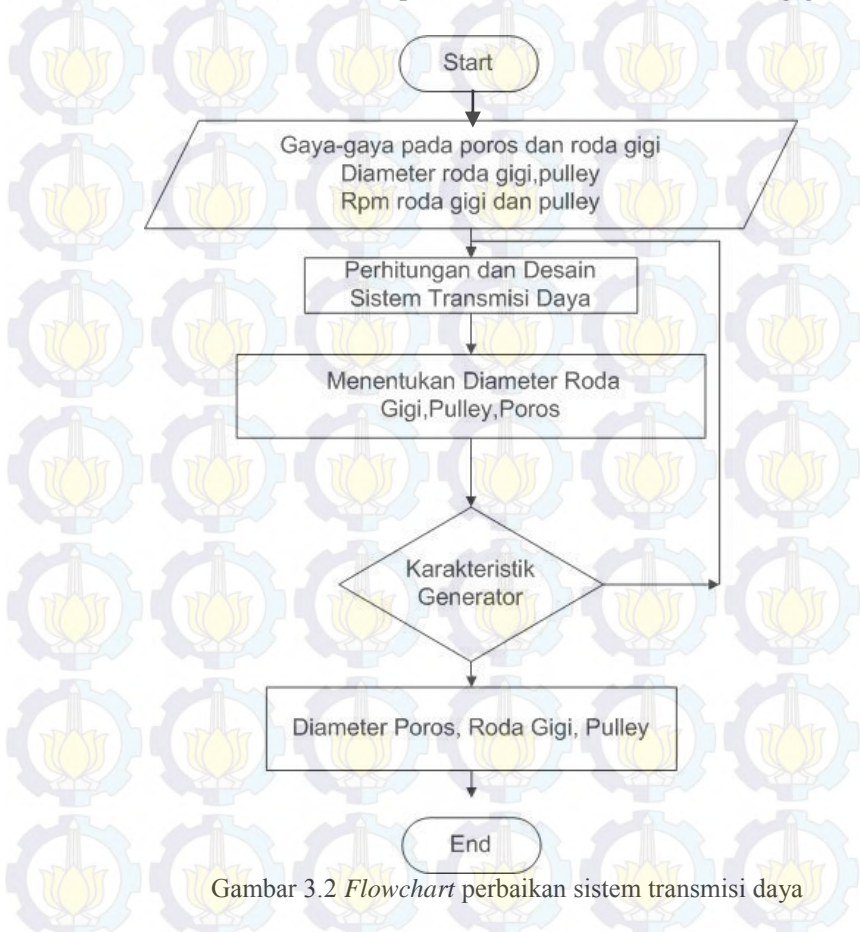 Start
Gaya-gaya pada poros dan roda gigi
Diameter roda gigi,pulley
Rpm roda gigi dan pulley
Perhitungan dan Desain
Sistem Transmisi Daya
Menentukan Diameter Roda
Gigi,Pulley,Poros
Karakteristik
Generator
Diameter Poros, Roda Gigi, Pulley
End
Gambar 3.2 Flowchart perbaikan sistem transmisi daya